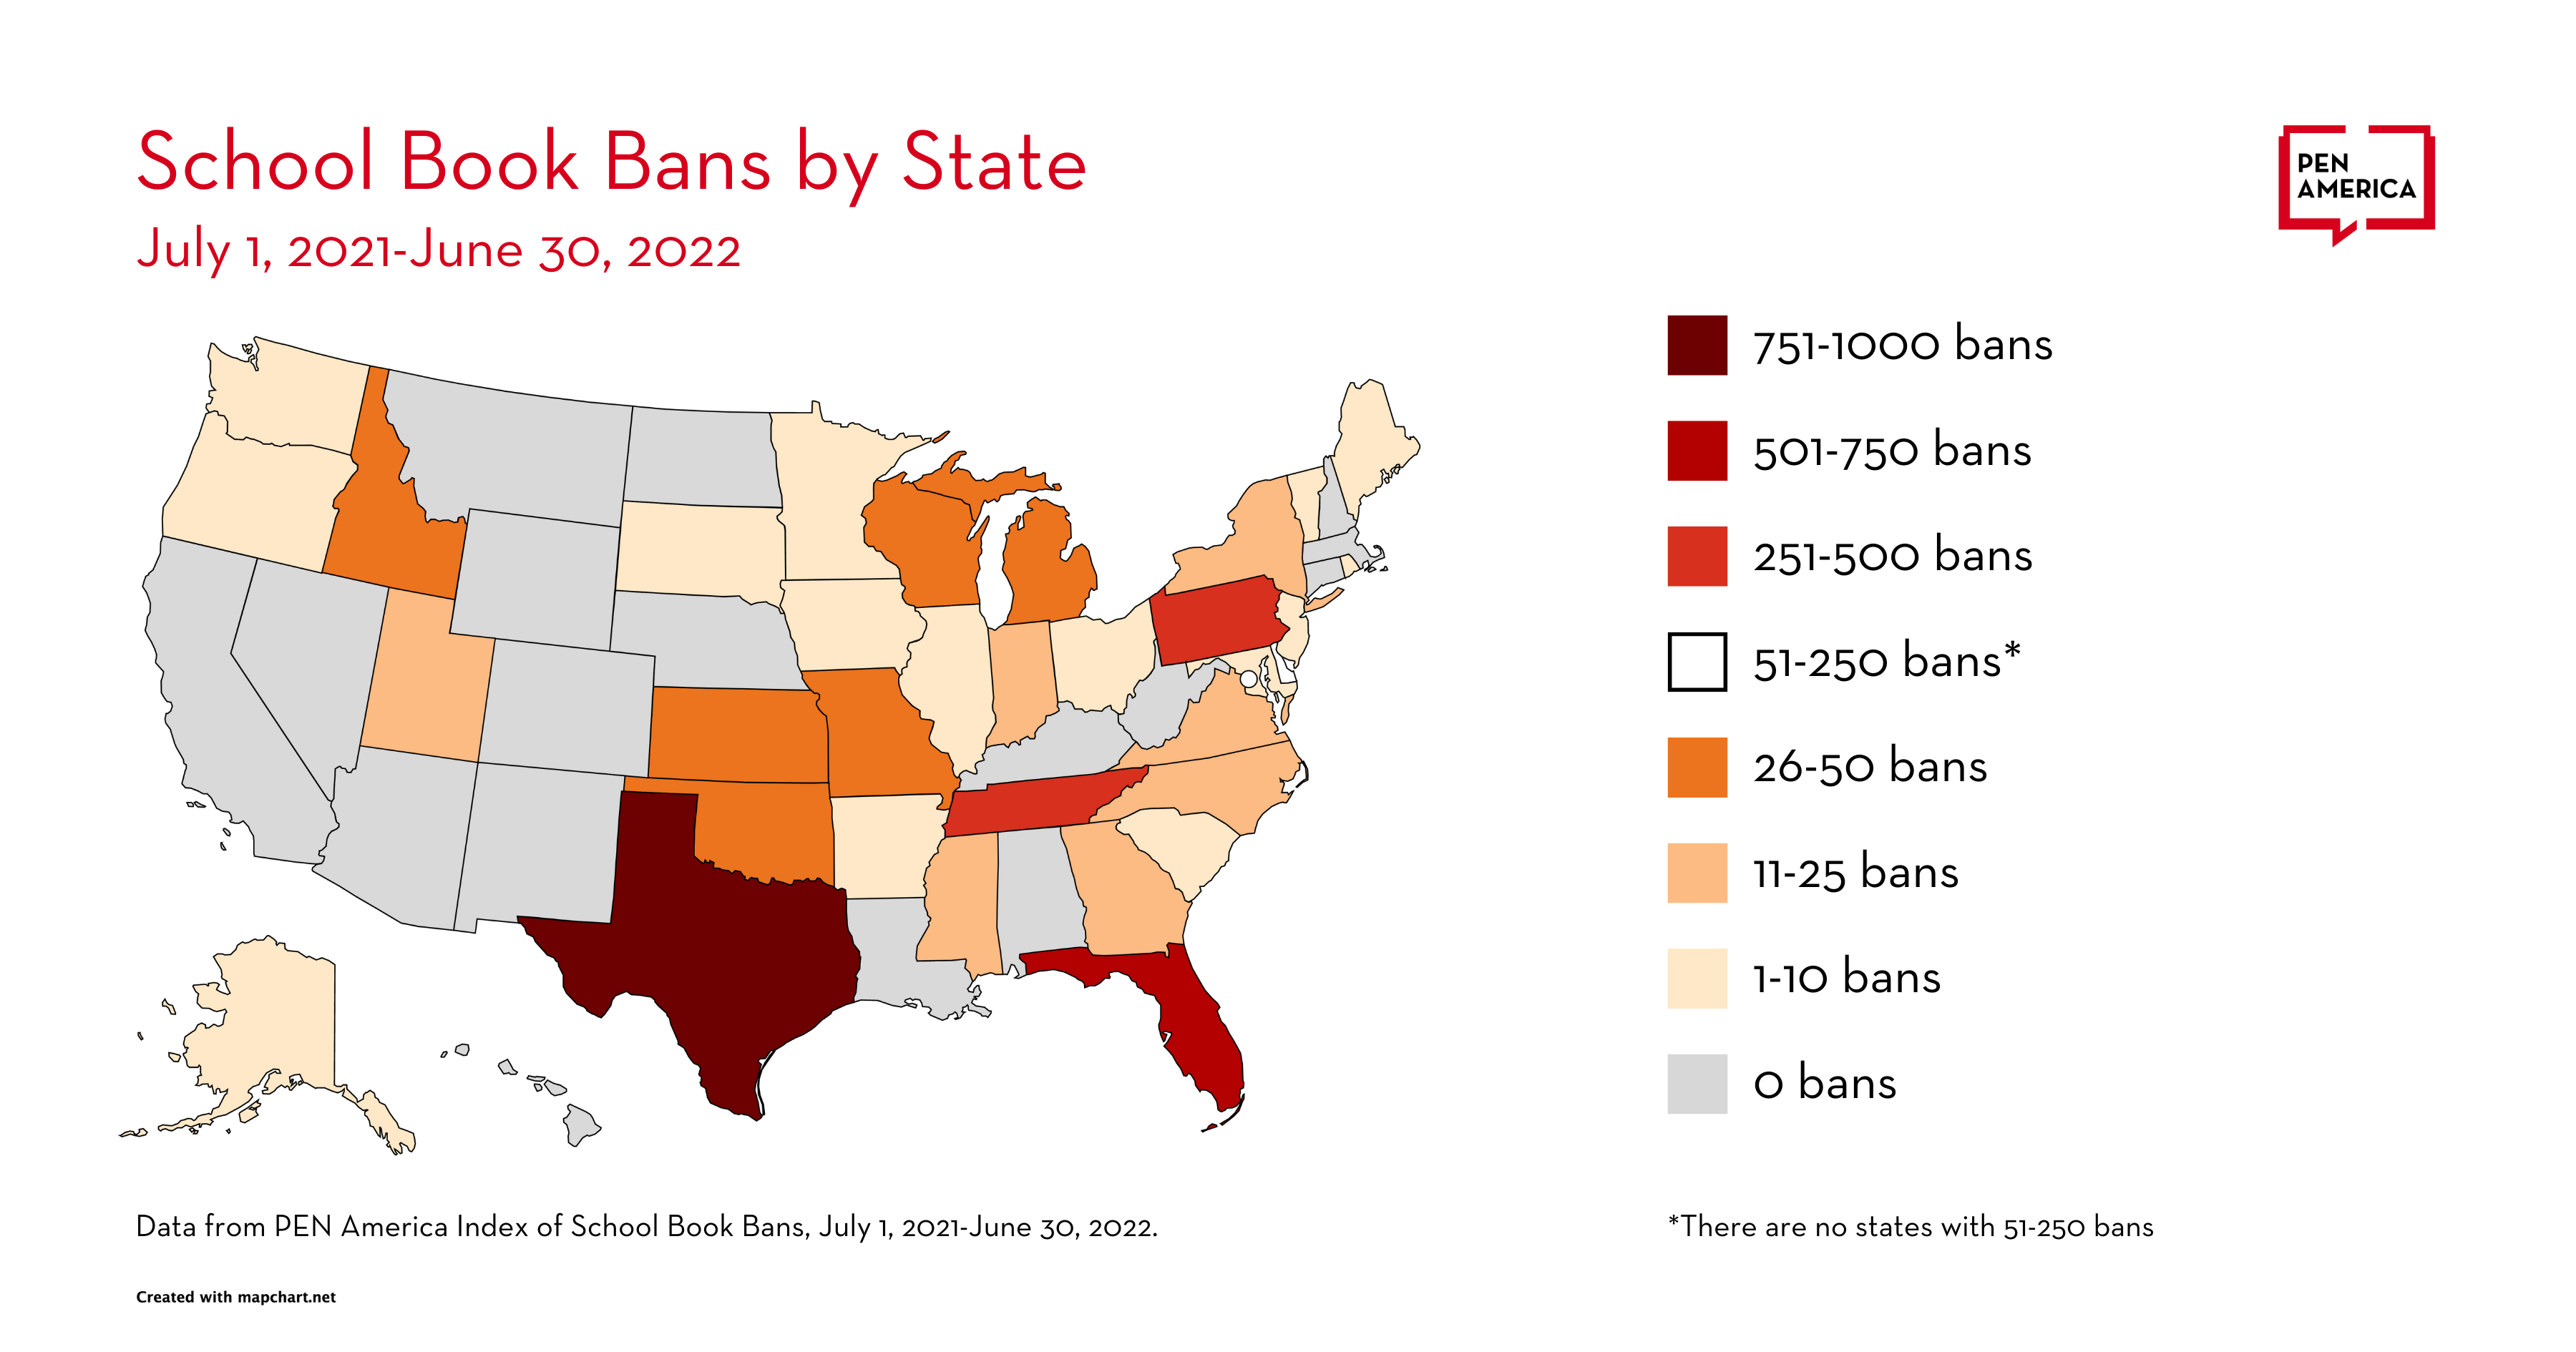 School Book Bans by State
July 1, 2021-June 30, 2022
PEN
AMERICA
751-1000 bans
501-750 bans
251-500 bans
51-250 bans*
26-50 bans
11-25 bans
1-10 bans
0 bans
Data from PEN America Index of School Book Bans, July 1, 2021-June 30, 2022.
*There are no states with 51-250 bans
Created with mapchart.net